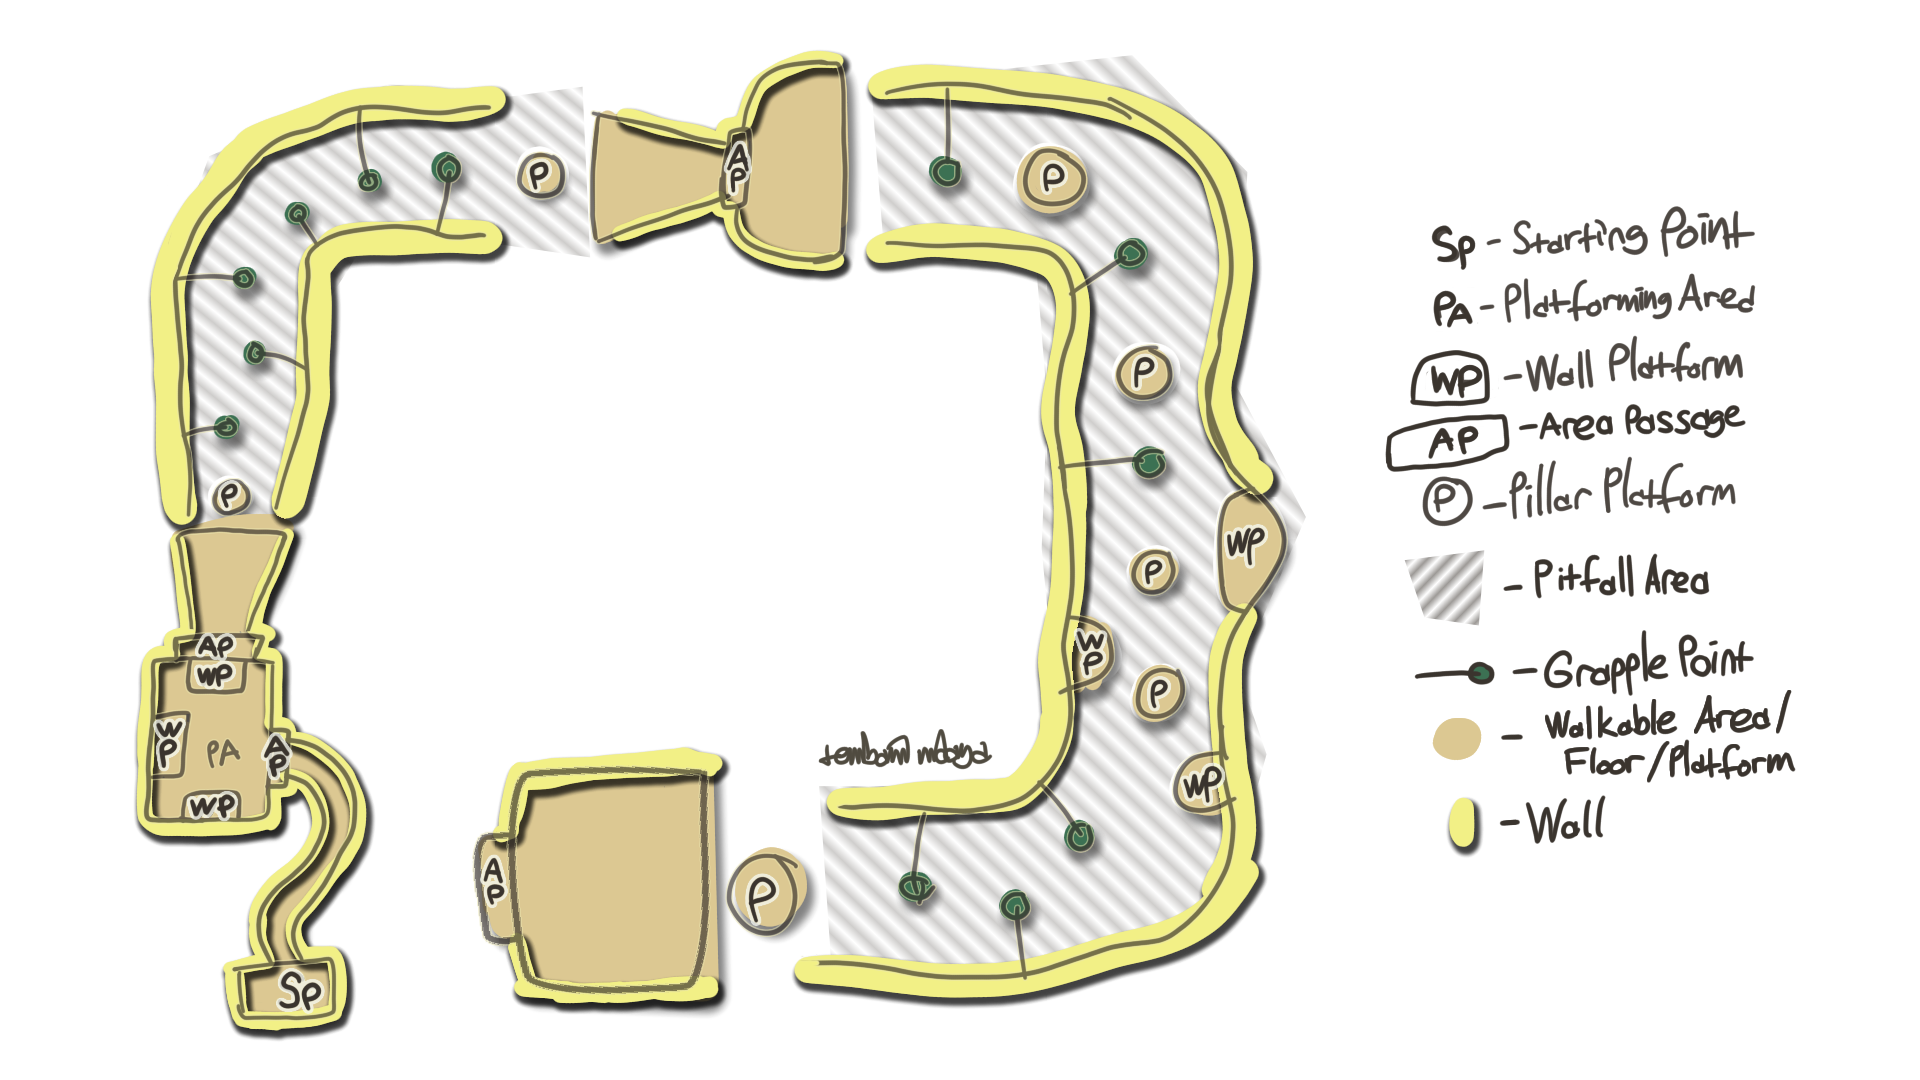 P
AP
P
P
P
WP
P
WP
P
WP
P
AP
WP
WP
PA
AP
WP
SP
AP
P
SP - Starting Point
PA - Platforming Area
WP - Wall Platform
AP - Area Passage
P - Pillar Platform
- Pitfall Area
- Grapple Point
- Walkable Area/
Floor/Platform
- Wall